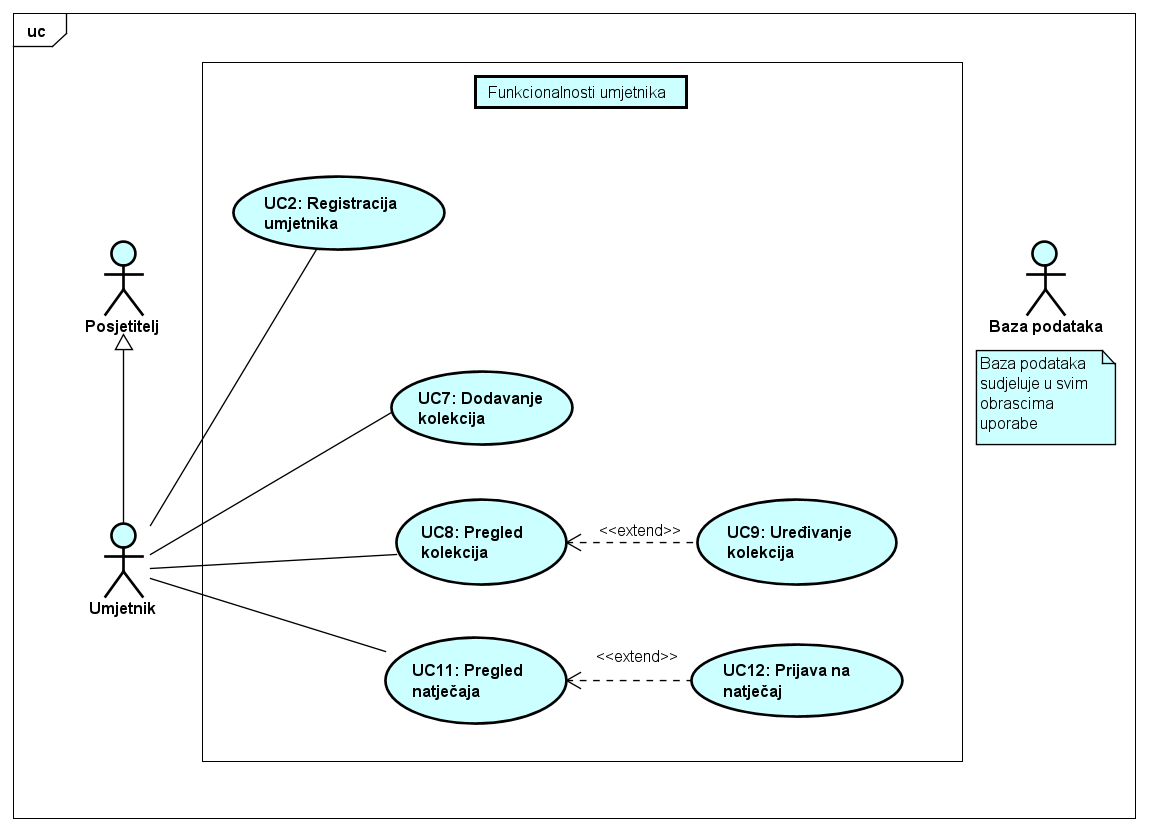 uc
Funkcionalnosti umjetnika
UC2: Registracija
umjetnika
Posjetitelj
Baza podataka
Baza podataka
sudjeluje u svim
obrascima
uporabe
UC7: Dodavanje
kolekcija
UC8: Pregled
kolekcija
<<extend>>
UC9: Uređivanje
kolekcija
Umjetnik
UC11: Pregled
natječaja
<<extend>>
UC12: Prijava na
natječaj